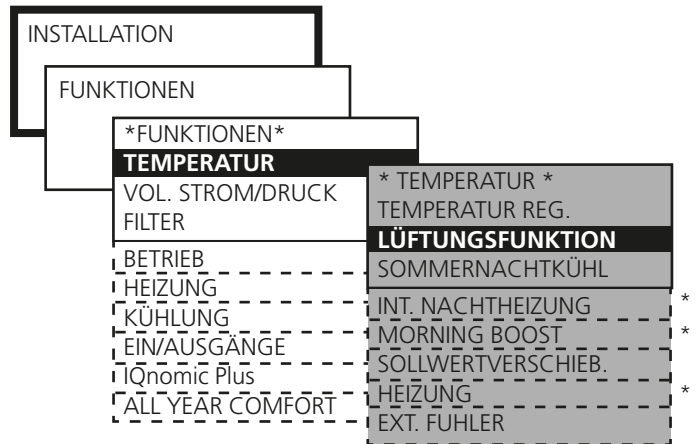 INSTALLATION
FUNKTIONEN
*FUNKTIONEN*
TEMPERATUR
VOL. STROM/DRUCK
FILTER
BETRIEB
HEIZUNG
KÜHLUNG
EIN/AUSGÄNGE
IQnomic Plus
ALL YEAR COMFORT
* TEMPERATUR *
TEMPERATUR REG.
LÜFTUNGSFUNKTION
SOMMERNACHTKÜHL
INT. NACHTHEIZUNG *
MORNING BOOST *
SOLLWERTVERSCHIEB.
HEIZUNG *
EXT. FUHLER